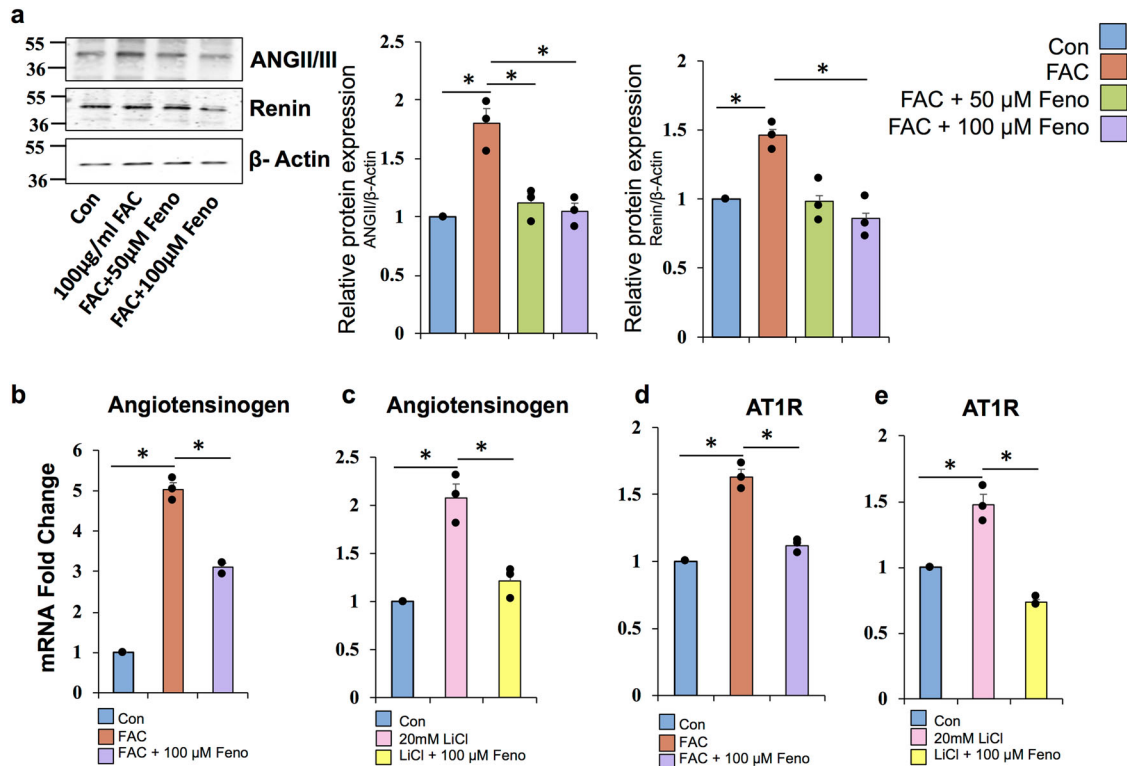 a
55
36
ANGII/III
55
36
Renin
36
β- Actin
Con
100µg/ml FAC
FAC+50µM Feno
FAC+100µM Feno
Relative protein expression
ANGII/β-Actin
2.5
2
1.5
1
0.5
0
*
*
*
Relative protein expression
Renin/β-Actin
2
1.5
1
0.5
0
*
*
Con
FAC
FAC + 50 µM Feno
FAC + 100 µM Feno
b
Angiotensinogen
mRNA Fold Change
6
5
4
3
2
1
0
*
*
Con
FAC
FAC + 100 µM Feno
c
Angiotensinogen
2.5
2
1.5
1
0.5
0
*
*
Con
20mM LiCl
LiCl + 100 µM Feno
d
AT1R
2
1.5
1
0.5
0
*
*
Con
FAC
FAC + 100 µM Feno
e
AT1R
2
1.5
1
0.5
0
*
*
Con
20mM LiCl
LiCl + 100 µM Feno